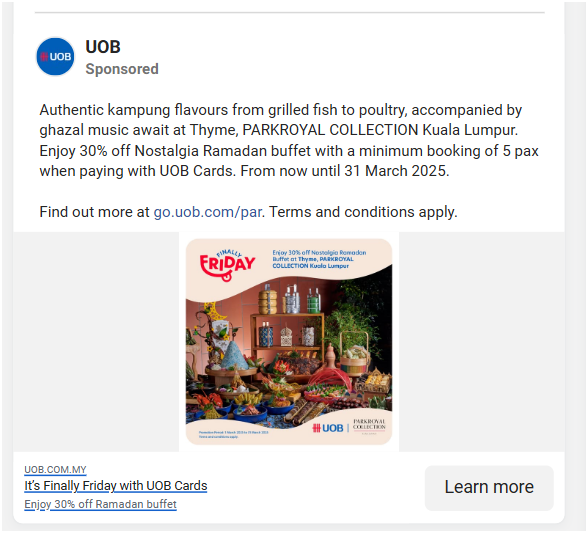 UOB
UOB
Sponsored
Authentic kampung flavours from grilled fish to poultry, accompanied by
ghazal music await at Thyme, PARKROYAL COLLECTION Kuala Lumpur.
Enjoy 30% off Nostalgia Ramadan buffet with a minimum booking of 5 pax
when paying with UOB Cards. From now until 31 March 2025.
Find out more at go.uob.com/par. Terms and conditions apply.
FINALLY
FRIDAY
Enjoy 30% off Nostalgia Ramadan
Buffet at Thyme, PARKROYAL
COLLECTION Kuala Lumpur
UOB
PARKROYAL
COLLECTION
Terms and conditions apply.
UOB.COM.MY
It's Finally Friday with UOB Cards
Enjoy 30% off Ramadan buffet
Learn more